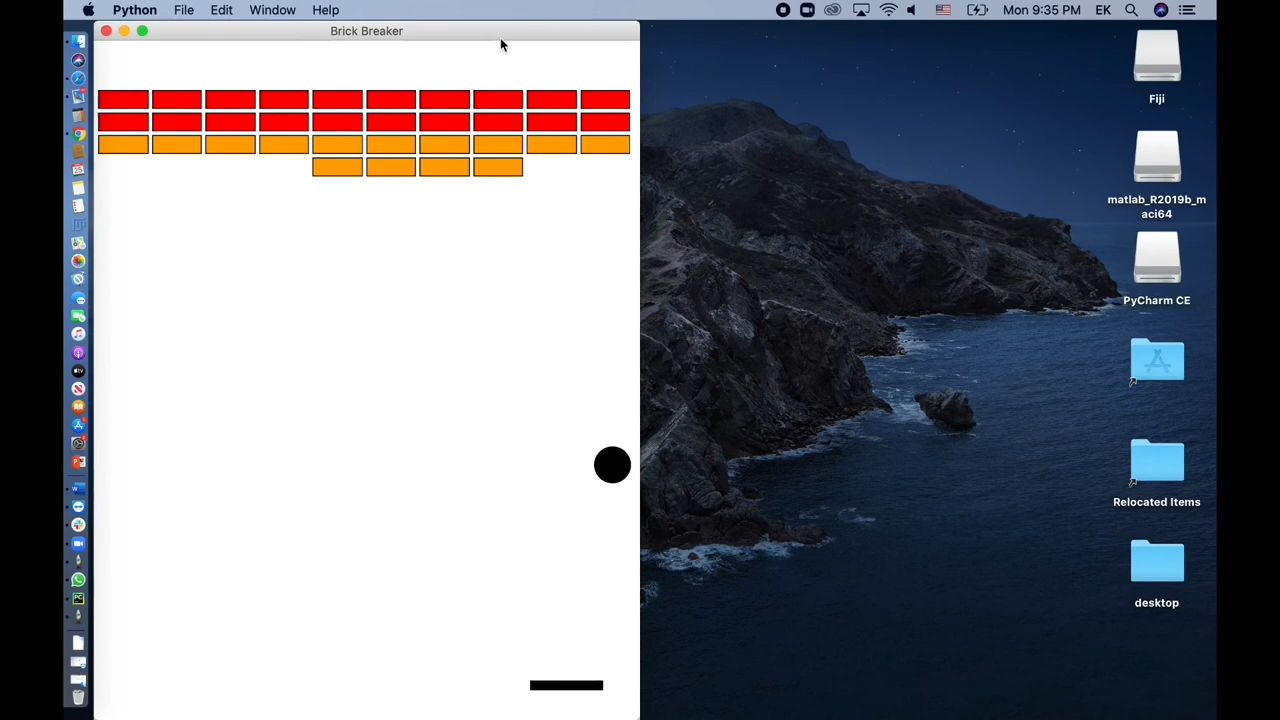 Python File Edit Window Help Mon 9:35 PM EK
Brick Breaker
Fiji
matlab_R2019b_m
aci64
PyCharm CE
Relocated Items
desktop